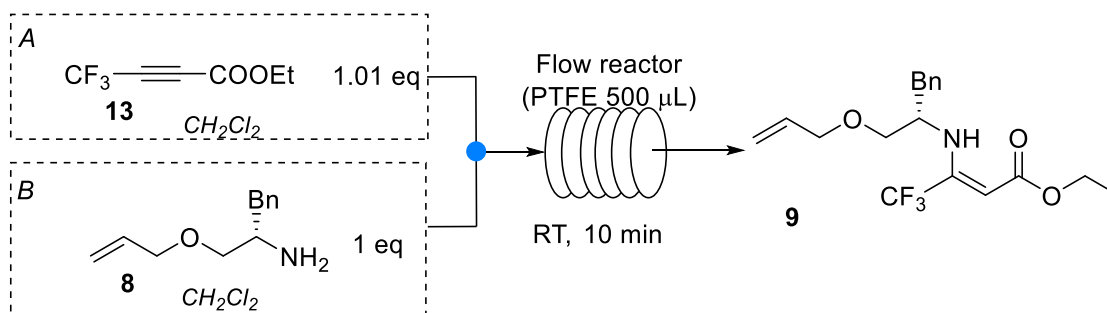 A
CF3 COOEt 1.01 eq
13
CH2Cl2
B
Bn
O
NH2
1 eq
8
CH2Cl2
Flow reactor
(PTFE 500 μL)
RT, 10 min
Bn
O
NH
O
CF3
O
9